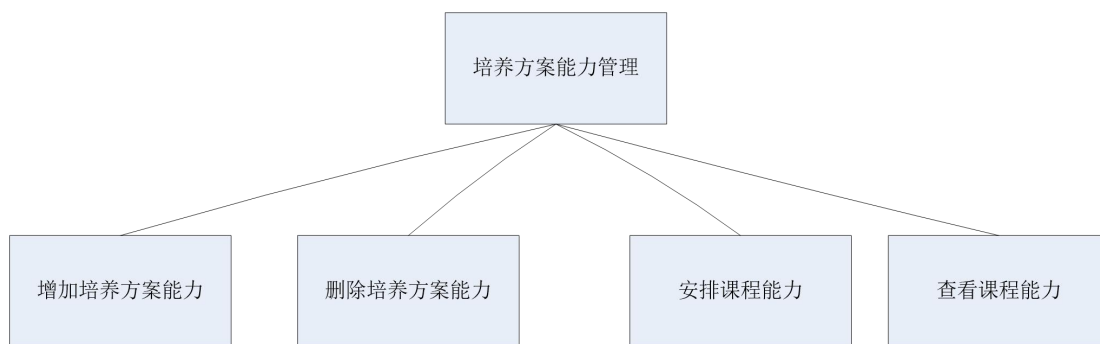 培养方案能力管理
增加培养方案能力
删除培养方案能力
安排课程能力
查看课程能力